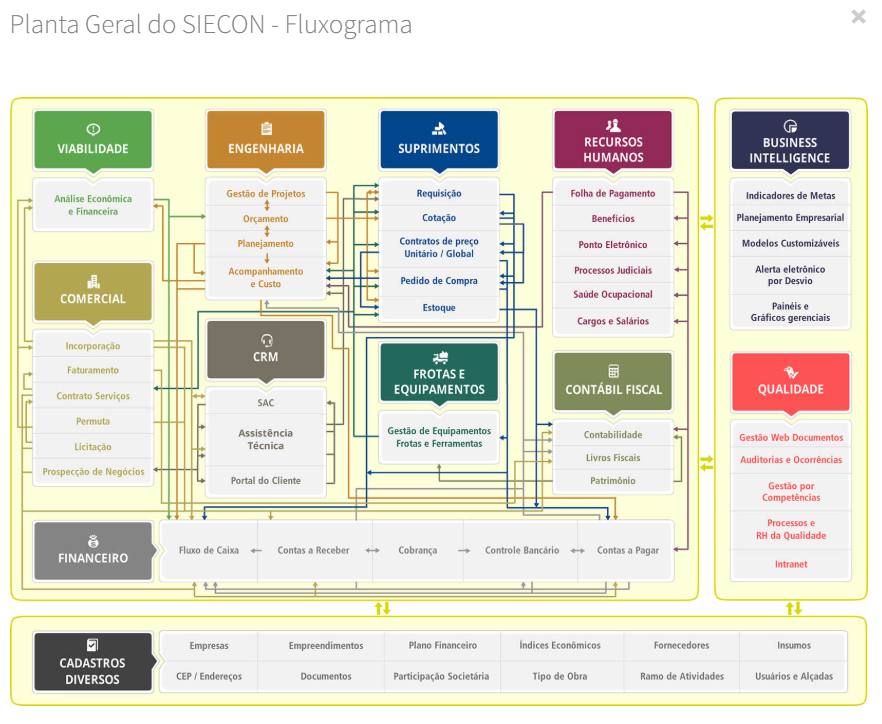 Planta Geral do SIECON - Fluxograma
VIABILIDADE
Análise Econômica
e Financeira
ENGENHARIA
Gestão de Projetos
Orçamento
Planejamento
Acompanhamento
e Custo
SUPRIMENTOS
Requisição
Cotação
Contratos de preço
Unitário / Global
Pedido de Compra
Estoque
RECURSOS
HUMANOS
Folha de Pagamento
Benefícios
Ponto Eletrônico
Processos Judiciais
Saúde Ocupacional
Cargos e Salários
BUSINESS
INTELLIGENCE
Indicadores de Metas
Planejamento Empresarial
Modelos Customizáveis
Alerta eletrônico
por Desvio
Painéis e
Gráficos gerenciais
COMERCIAL
Incorporação
Faturamento
Contrato Serviços
Permuta
Licitação
Prospecção de Negócios
CRM
SAC
Assistência
Técnica
Portal do Cliente
FROTAS E
EQUIPAMENTOS
Gestão de Equipamentos
Frotas e Ferramentas
CONTÁBIL FISCAL
Contabilidade
Livros Fiscais
Patrimônio
QUALIDADE
Gestão Web Documentos
Auditorias e Ocorrências
Gestão por
Competências
Processos e
RH da Qualidade
Intranet
FINANCEIRO
Fluxo de Caixa
Contas a Receber
Cobrança
Controle Bancário
Contas a Pagar
CADASTROS
DIVERSOS
Empresas
Empreendimentos
Plano Financeiro
Índices Econômicos
Fornecedores
Insumos
CEP / Endereços
Documentos
Participação Societária
Tipo de Obra
Ramo de Atividades
Usuários e Alçadas